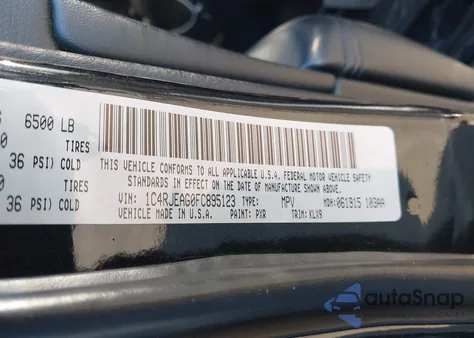 G 6500 LB
0 TIRES
36 PSI) COLD
0 TIRES
36 PSI) COLD
THIS VEHICLE CONFORMS TO ALL APPLICABLE U.S.A. FEDERAL MOTOR VEHICLE SAFETY
STANDARDS IN EFFECT ON THE DATE OF MANUFACTURE SHOWN ABOVE.
VIN: 1C4RJEAG0FC895123 TYPE: MPV MDH: 061915 103AA
VEHICLE MADE IN U.S.A. PAINT: PXR TRIM: KLX9
autoSnap